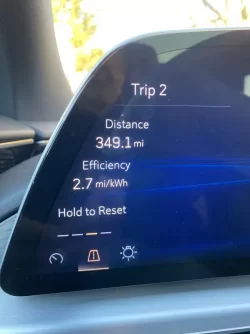 Trip 2
Distance
349.1 mi
Efficiency
2.7 mi/kWh
Hold to Reset